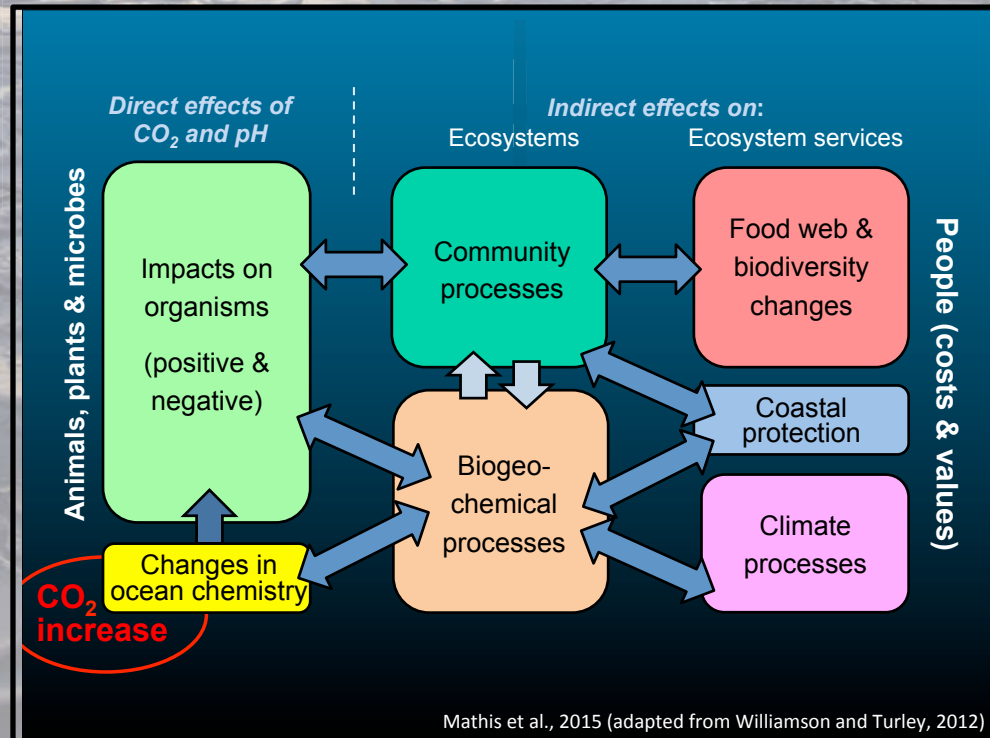 Direct effects of
CO₂ and pH
Indirect effects on:
Ecosystems
Ecosystem services
Animals, plants & microbes
Impacts on
organisms
(positive &
negative)
Community
processes
Food web &
biodiversity
changes
People (costs & values)
Coastal
protection
Biogeo-
chemical
processes
Climate
processes
Changes in
ocean chemistry
CO₂
increase
Mathis et al., 2015 (adapted from Williamson and Turley, 2012)